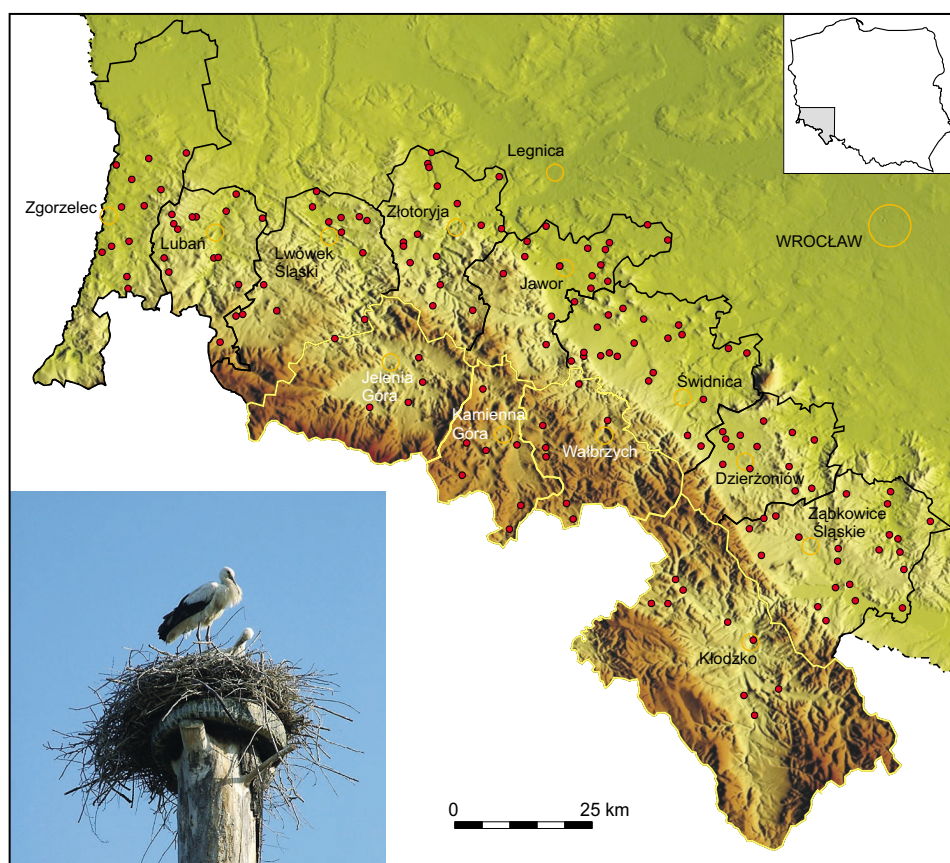 Legnica
Zgorzelec
Złotoryja
Lubań
Lwówek
Śląski
WROCŁAW
Jawor
Jelenia
Góra
Świdnica
Kamienna
Góra
Wałbrzych
Dzierżoniów
Ząbkowice
Śląskie
Kłodzko
0 25 km